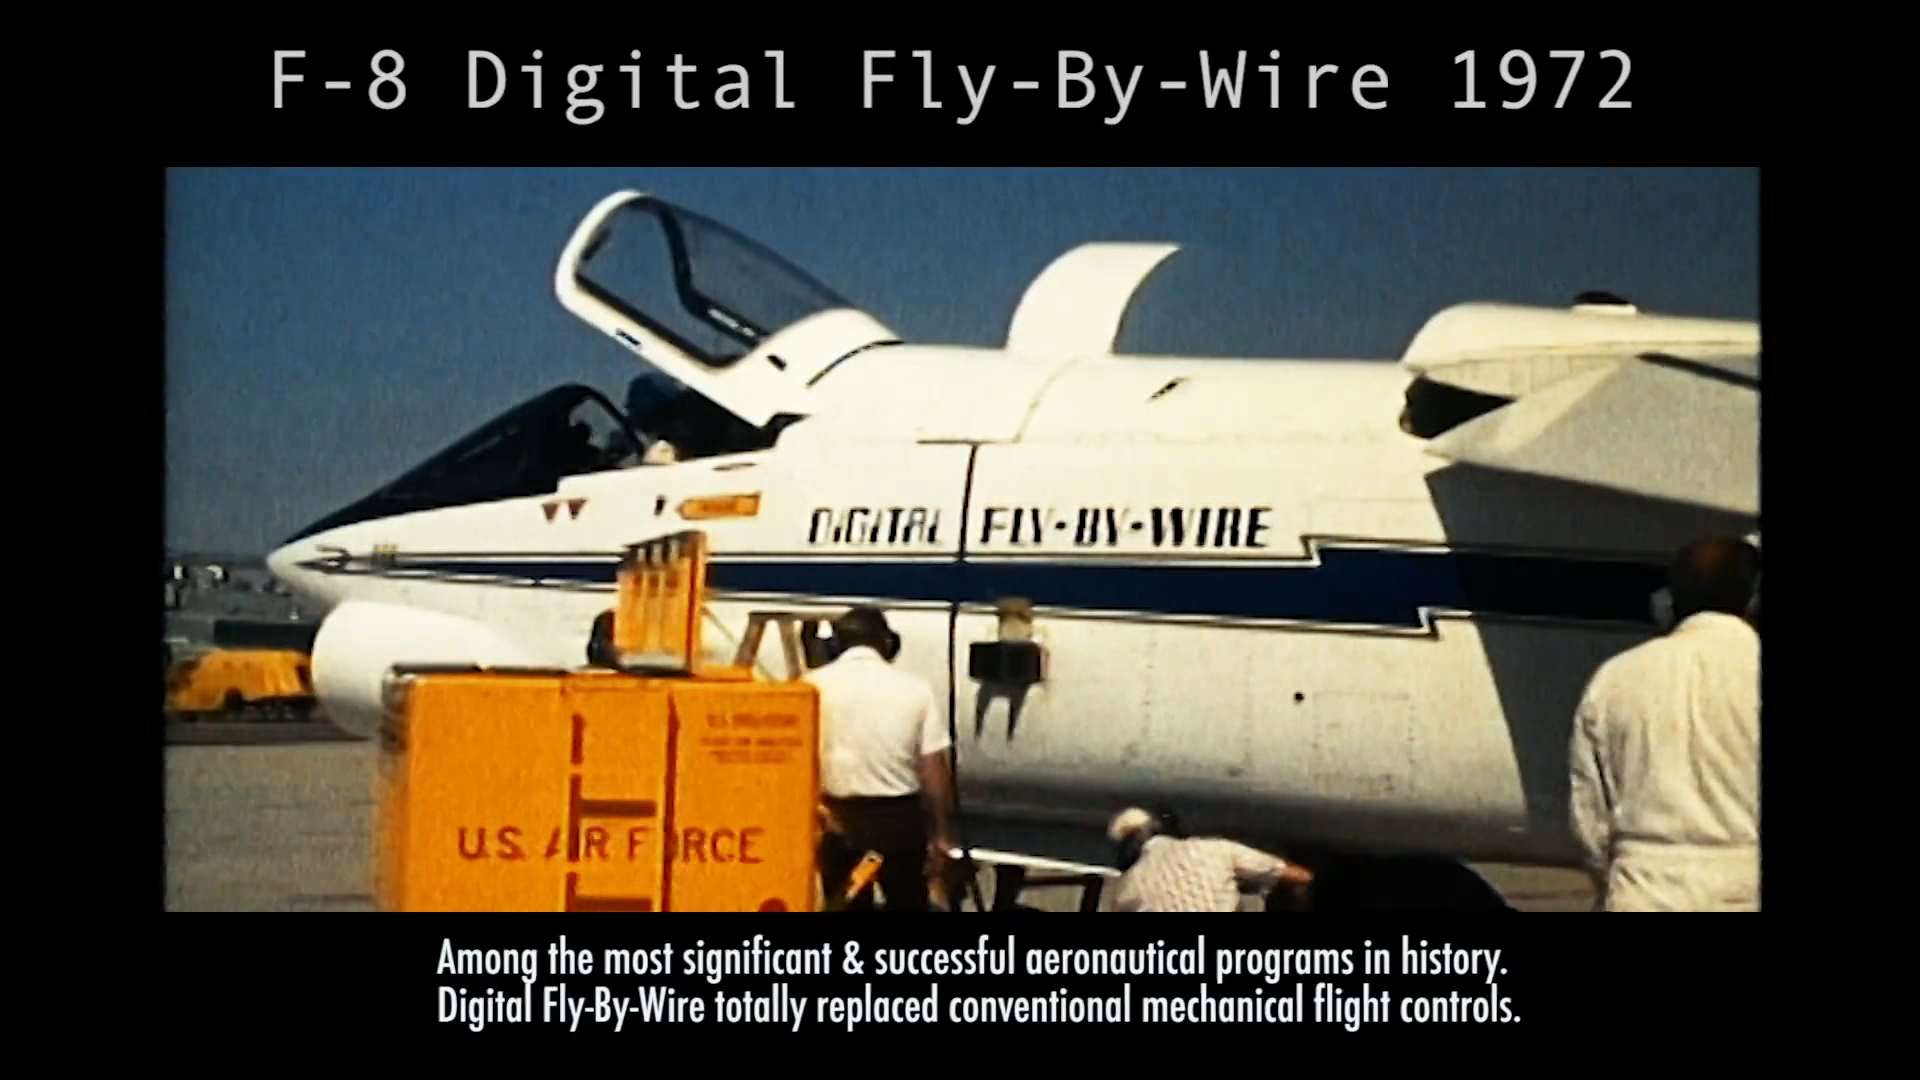 F-8 Digital Fly-By-Wire 1972
DIGITAL FLY-BY-WIRE
U.S. AIR FORCE
Among the most significant & successful aeronautical programs in history.
Digital Fly-By-Wire totally replaced conventional mechanical flight controls.